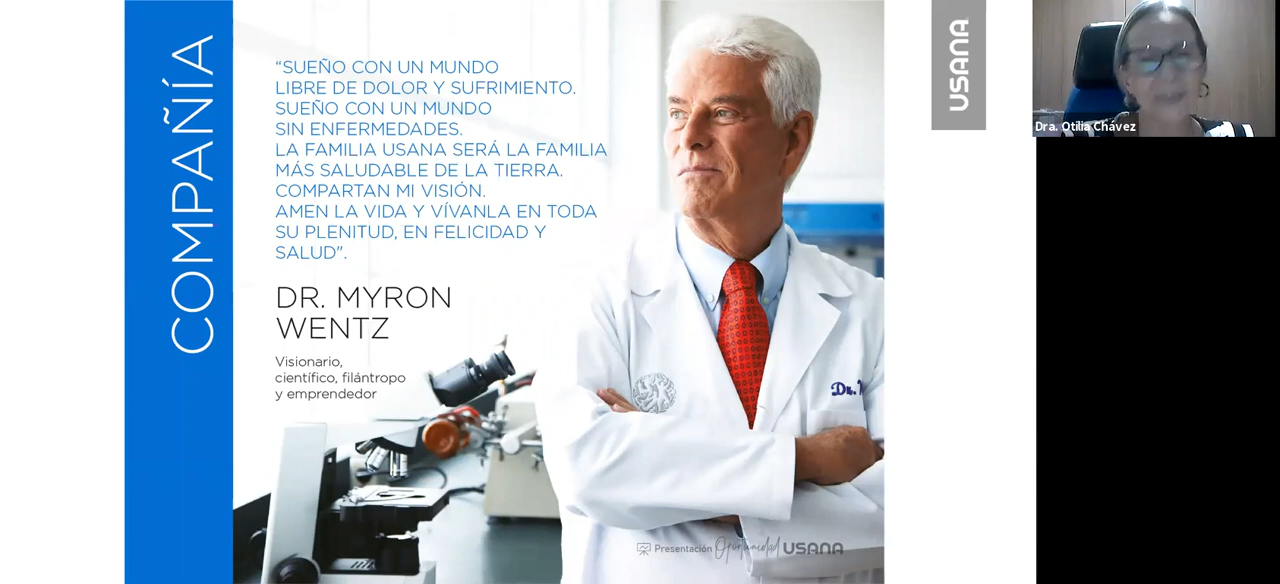 COMPAÑÍA
“SUEÑO CON UN MUNDO
LIBRE DE DOLOR Y SUFRIMIENTO.
SUEÑO CON UN MUNDO
SIN ENFERMEDADES.
LA FAMILIA USANA SERÁ LA FAMILIA
MÁS SALUDABLE DE LA TIERRA.
COMPARTAN MI VISIÓN.
AMEN LA VIDA Y VÍVANLA EN TODA
SU PLENITUD, EN FELICIDAD Y
SALUD”.
DR. MYRON
WENTZ
Visionario,
científico, filántropo
y emprendedor
Dr.
Presentación Oportunidad USANA
USANA
Dra. Otilia Chávez